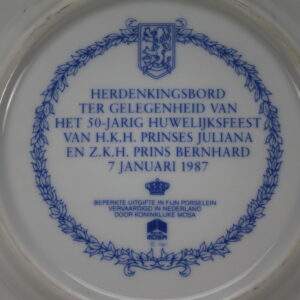 HERDENKINGSBORD
TER GELEGENHEID VAN
HET 50-JARIG HUWELIJKSFEEST
VAN H.K.H. PRINSES JULIANA
EN Z.K.H. PRINS BERNHARD
7 JANUARI 1987
BEPERKTE UITGIFTE IN FIJN PORSELEIN
VERVAARDIGD IN NEDERLAND
DOOR KONINKLIJKE MOSA